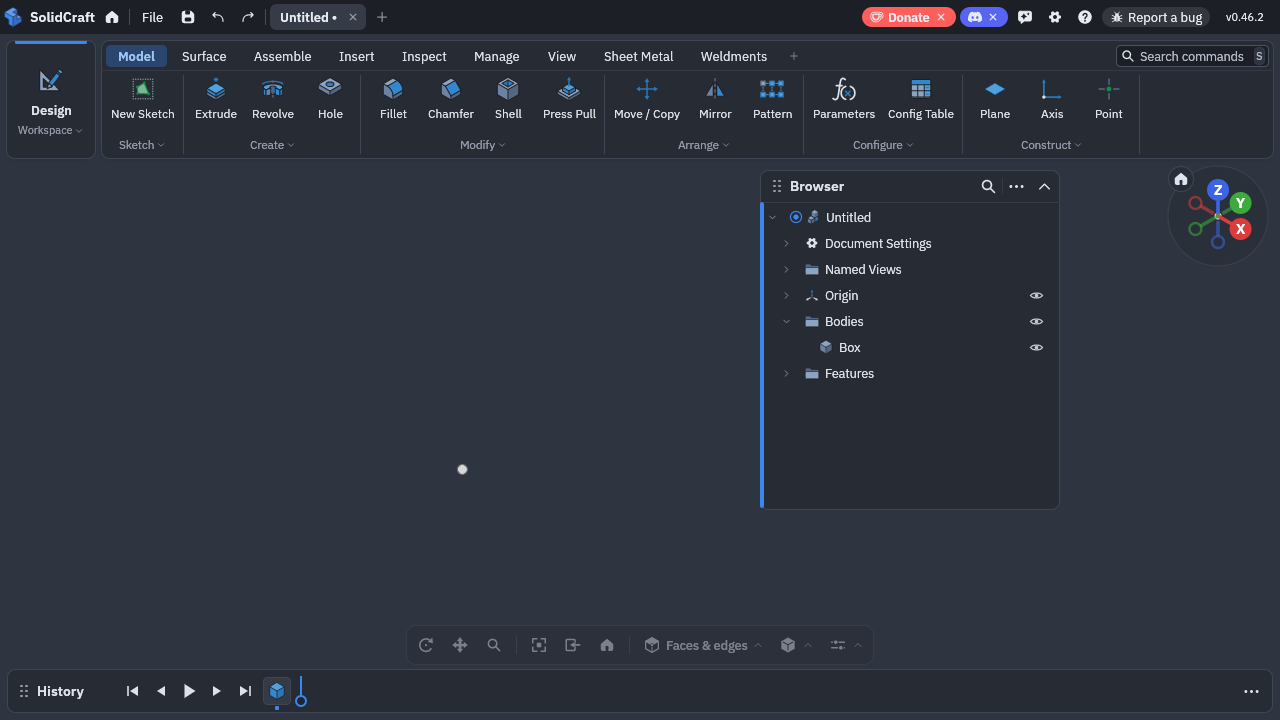 SolidCraft File Untitled • Donate Report a bug v0.46.2
Model Surface Assemble Insert Inspect Manage View Sheet Metal Weldments Search commands S
Design
Workspace
New Sketch Extrude Revolve Hole Fillet Chamfer Shell Press Pull Move / Copy Mirror Pattern Parameters Config Table Plane Axis Point
Sketch Create Modify Arrange Configure Construct
Browser
Untitled
Document Settings
Named Views
Origin
Bodies
Box
Features
Z
Y
X
Faces & edges
History